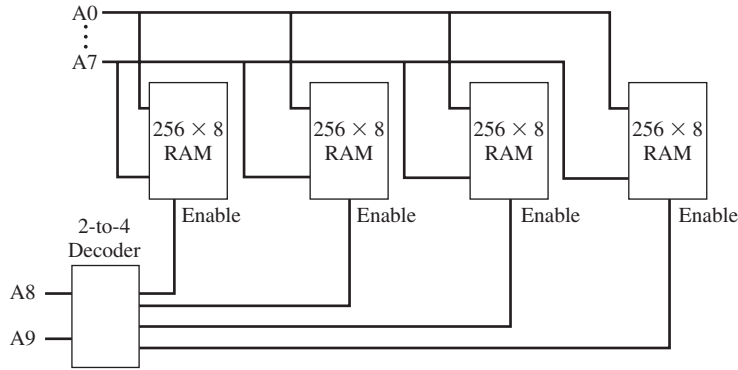 A0
A7
256 × 8
RAM
256 × 8
RAM
256 × 8
RAM
256 × 8
RAM
Enable
Enable
Enable
Enable
2-to-4
Decoder
A8
A9